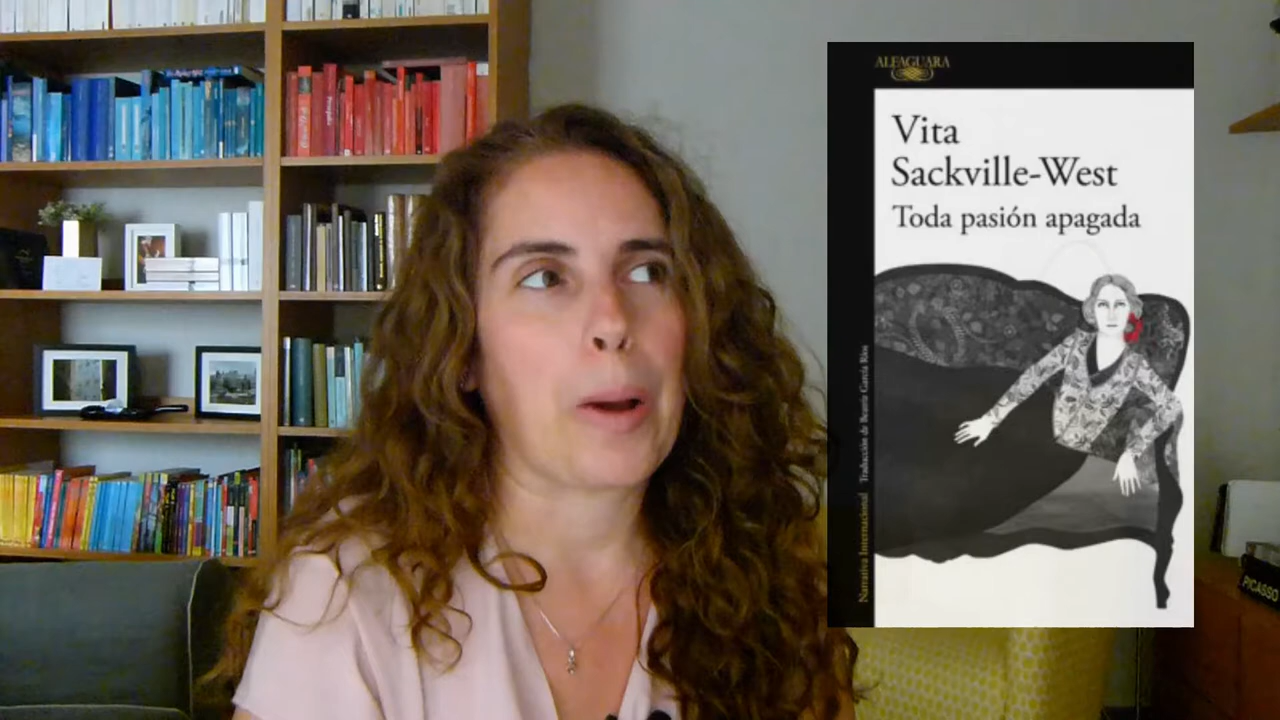 ALFAGUARA
Vita
Sackville-West
Toda pasión apagada
Narrativa Internacional Traducción de Beatriz García Ríos
PICASSO